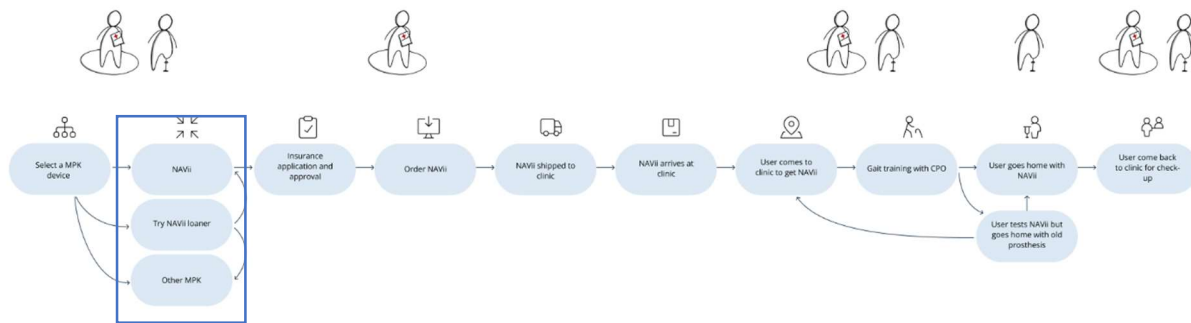 Select a MPK
device
NAVii
Try NAVii loaner
Other MPK
Insurance
application and
approval
Order NAVii
NAVii shipped to
clinic
NAVii arrives at
clinic
User comes to
clinic to get NAVii
Gait training with CPO
User goes home with
NAVii
User tests NAVii but
goes home with old
prosthesis
User come back
to clinic for check-
up